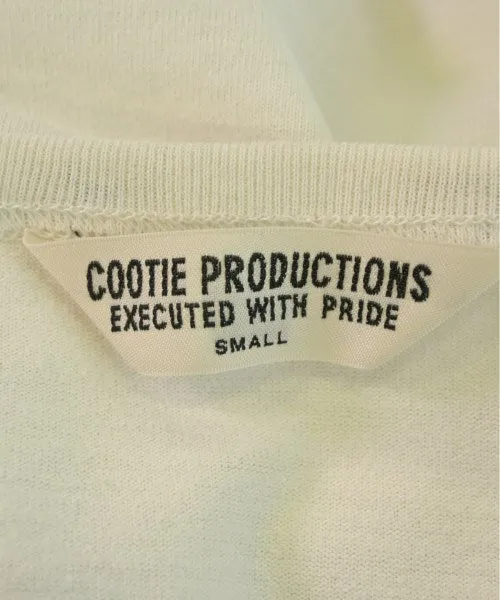 COOTIE PRODUCTIONS
EXECUTED WITH PRIDE
SMALL